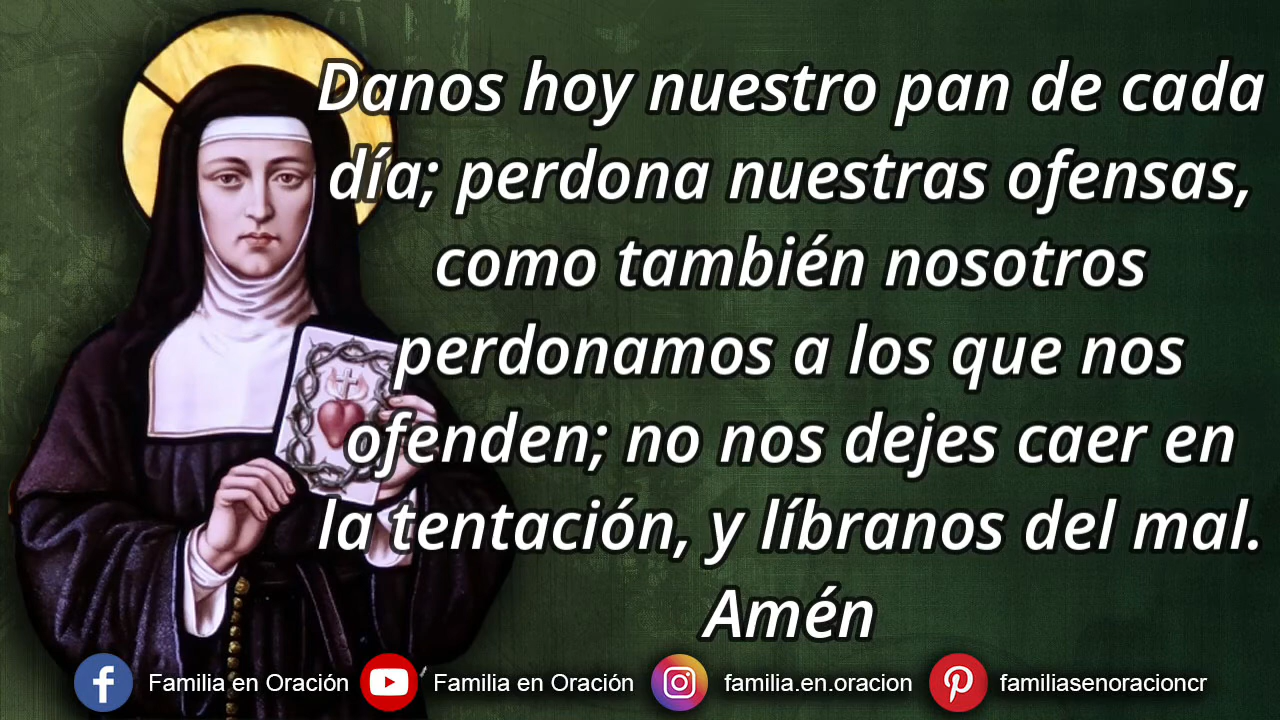 Danos hoy nuestro pan de cada
día; perdona nuestras ofensas,
como también nosotros
perdonamos a los que nos
ofenden; no nos dejes caer en
la tentación, y líbranos del mal.
Amén
Familia en Oración
Familia en Oración
familia.en.oracion
familiasenoracioncr